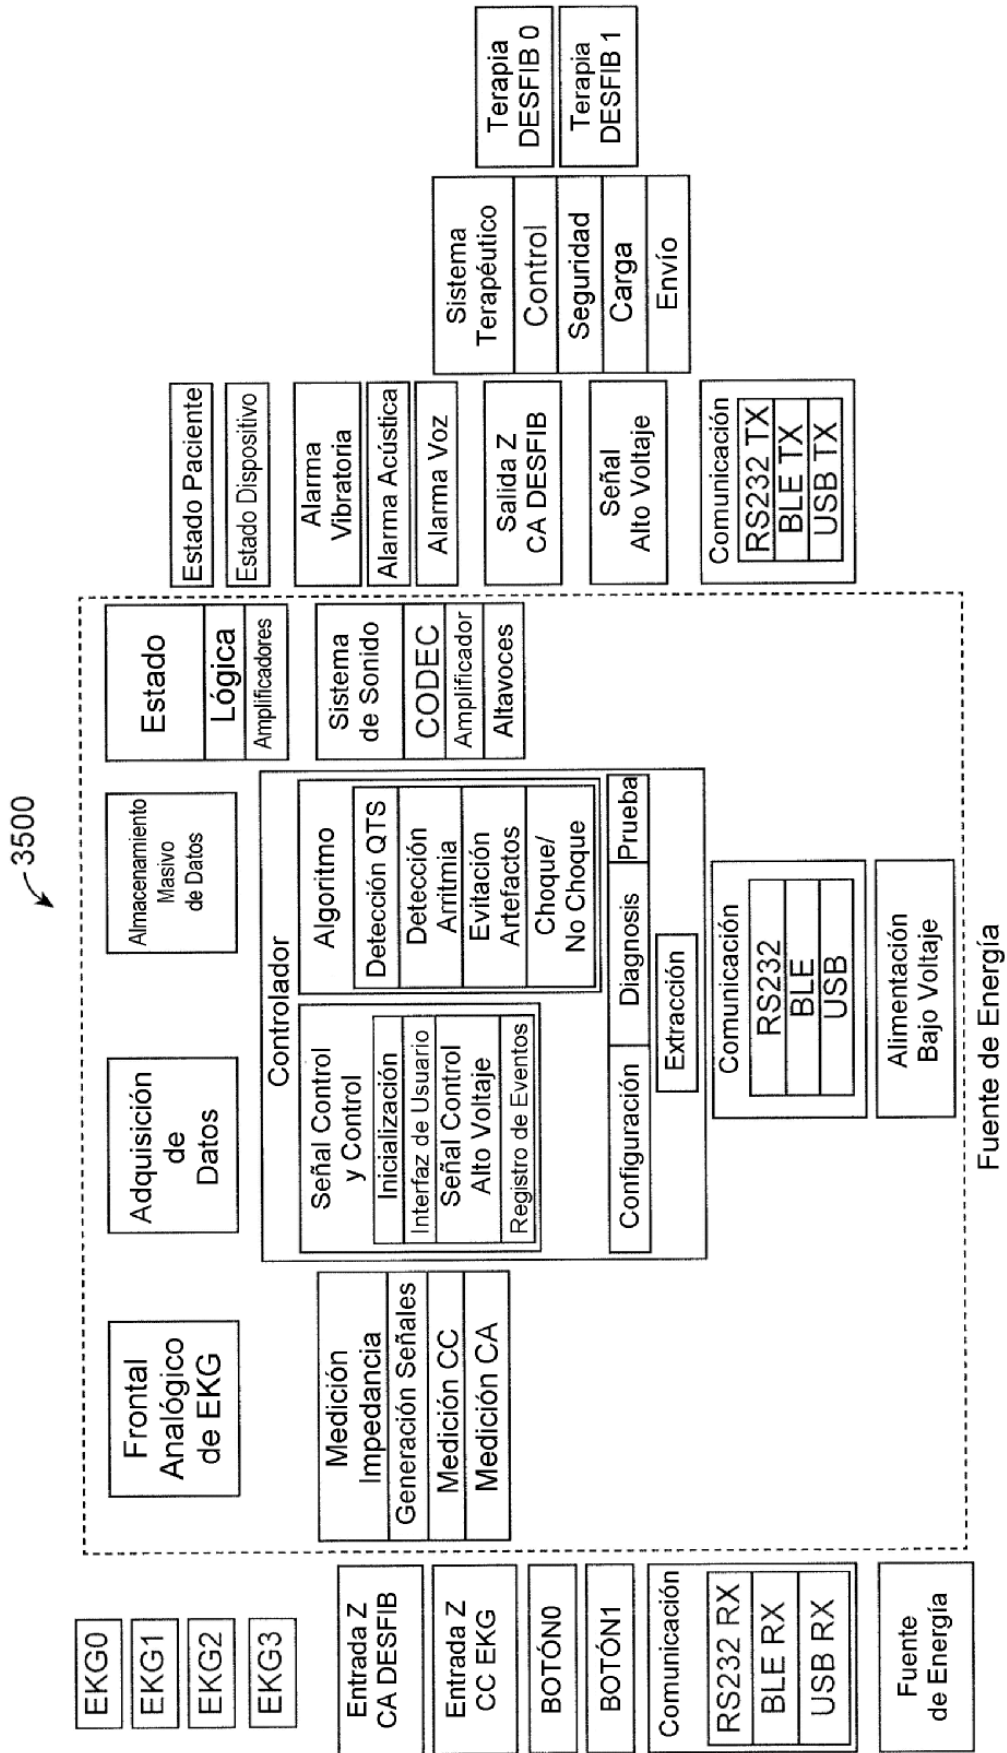 3500
EKG0
EKG1
EKG2
EKG3
Entrada Z
CA DESFIB
Entrada Z
CC EKG
BOTÓN0
BOTÓN1
Comunicación
RS232 RX
BLE RX
USB RX
Fuente
de Energía
Frontal
Analógico
de EKG
Medición
Impedancia
Generación Señales
Medición CC
Medición CA
Adquisición
de
Datos
Almacenamiento
Masivo
de Datos
Controlador
Señal Control
y Control
Inicialización
Interfaz de Usuario
Señal Control
Alto Voltaje
Registro de Eventos
Algoritmo
Detección QTS
Detección
Arritmia
Evitación
Artefactos
Choque/
No Choque
Configuración
Diagnosis
Prueba
Extracción
Comunicación
RS232
BLE
USB
Alimentación
Bajo Voltaje
Fuente de Energía
Estado
Lógica
Amplificadores
Sistema
de Sonido
CODEC
Amplificador
Altavoces
Estado Paciente
Estado Dispositivo
Alarma
Vibratoria
Alarma Acústica
Alarma Voz
Salida Z
CA DESFIB
Señal
Alto Voltaje
Comunicación
RS232 TX
BLE TX
USB TX
Sistema
Terapéutico
Control
Seguridad
Carga
Envío
Terapia
DESFIB 0
Terapia
DESFIB 1